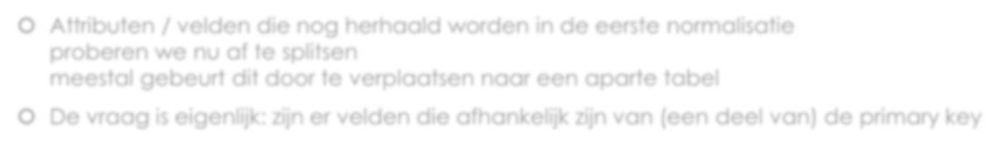 Attributen / velden die nog herhaald worden in de eerste normalisatie
proberen we nu af te splitsen
meestal gebeurt dit door te verplaatsen naar een aparte tabel
De vraag is eigenlijk: zijn er velden die afhankelijk zijn van (een deel van) de primary key